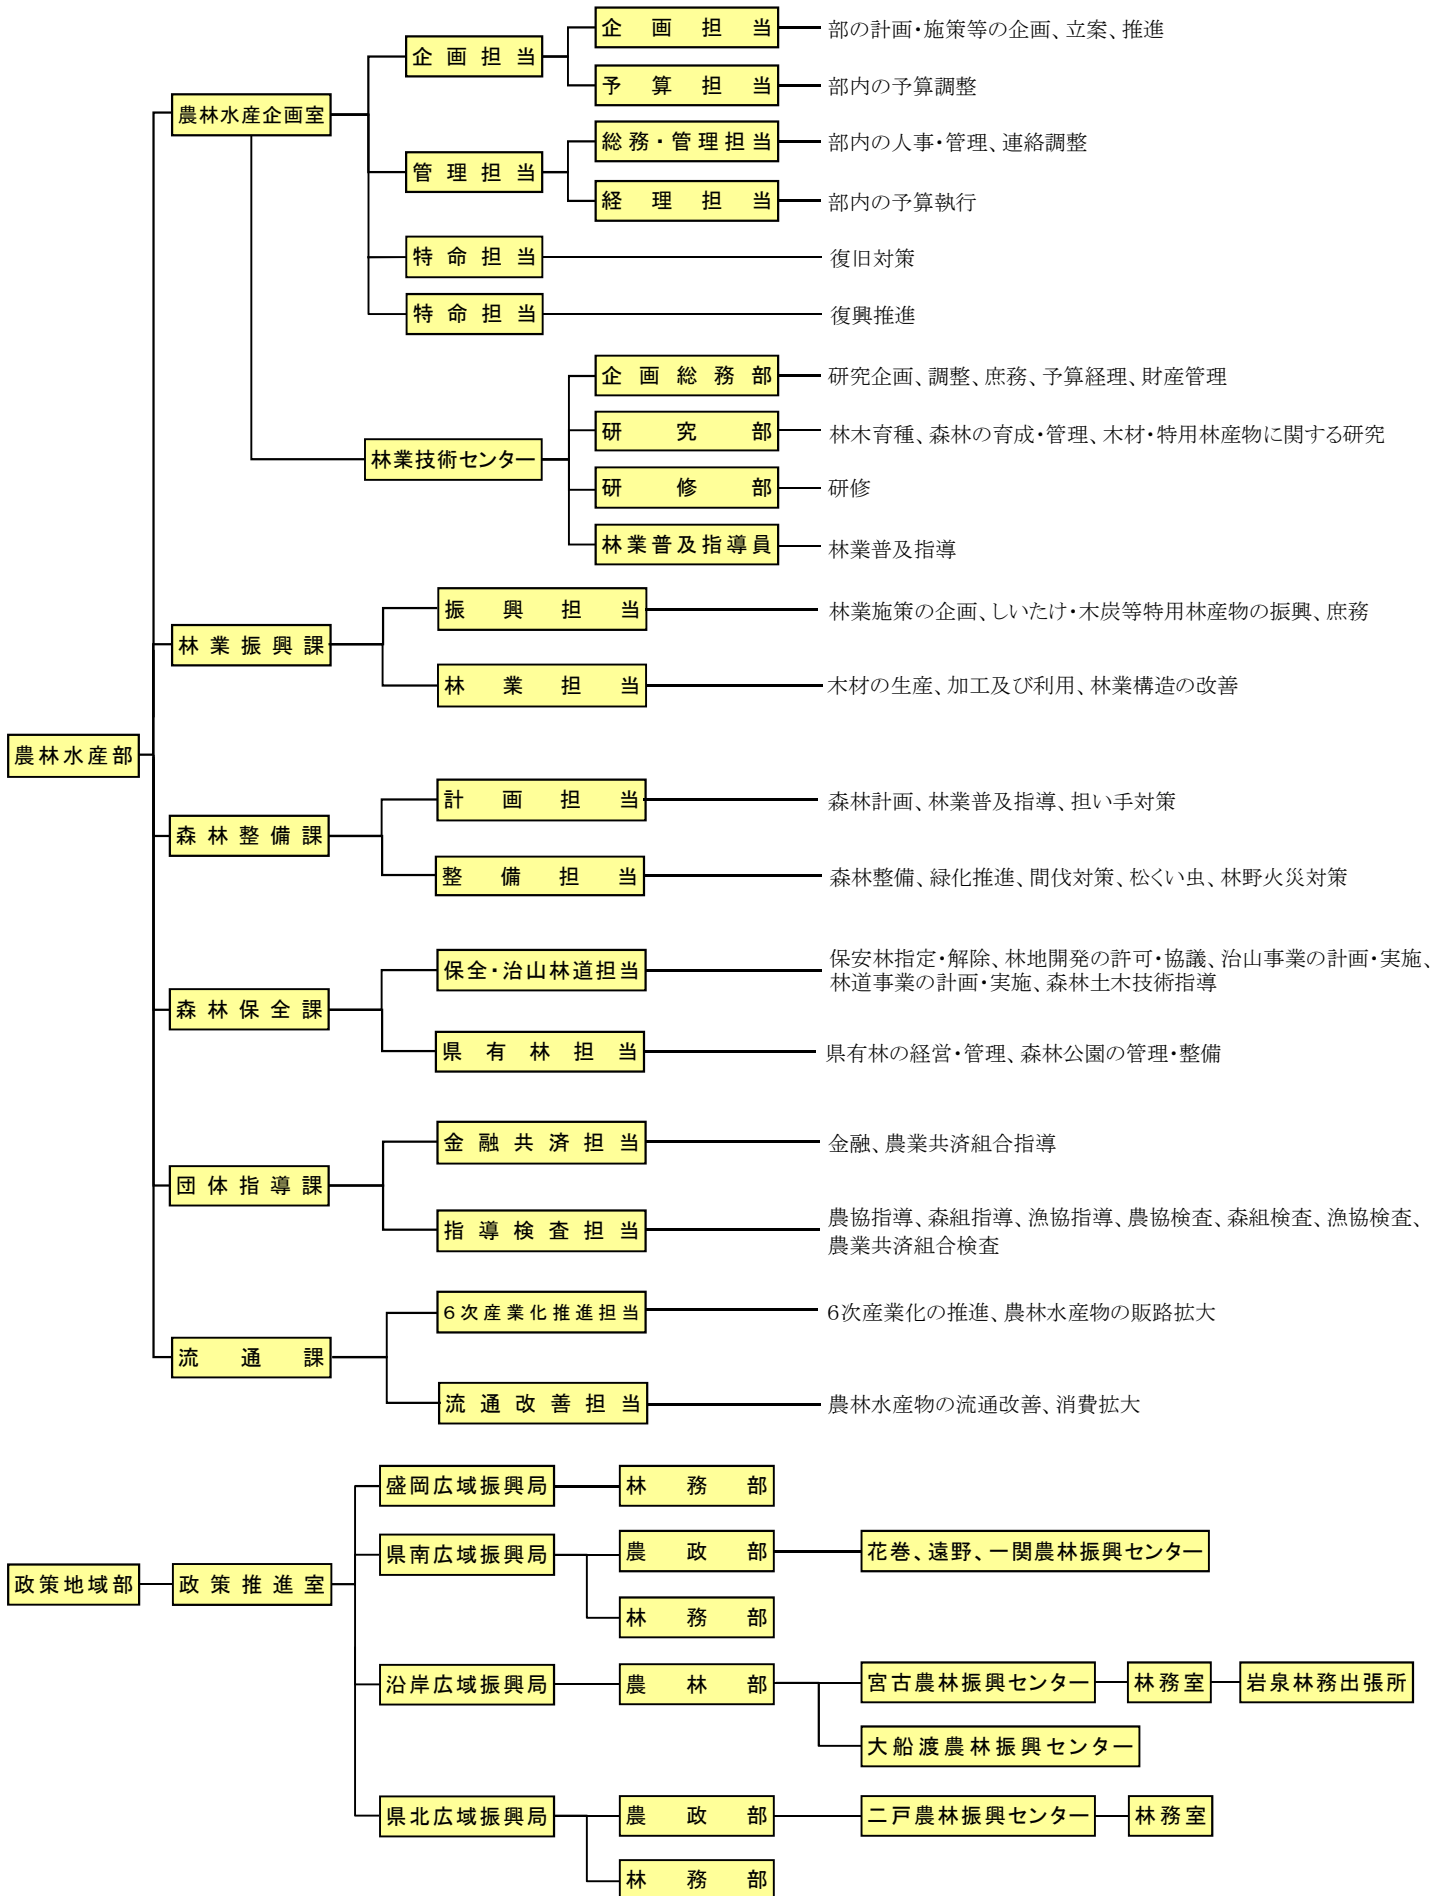 企画担当 部の計画・施策等の企画、立案、推進
企画担当
予算担当 部内の予算調整
農林水産企画室
総務・管理担当 部内の人事・管理、連絡調整
管理担当
経理担当 部内の予算執行
特命担当 復旧対策
特命担当 復興推進
企画総務部 研究企画、調整、庶務、予算経理、財産管理
研究部 林木育種、森林の育成・管理、木材・特用林産物に関する研究
林業技術センター
研修部 研修
林業普及指導員 林業普及指導
振興担当 林業施策の企画、しいたけ・木炭等特用林産物の振興、庶務
林業振興課
林業担当 木材の生産、加工及び利用、林業構造の改善
農林水産部
計画担当 森林計画、林業普及指導、担い手対策
森林整備課
整備担当 森林整備、緑化推進、間伐対策、松くい虫、林野火災対策
保全・治山林道担当 保安林指定・解除、林地開発の許可・協議、治山事業の計画・実施、
林道事業の計画・実施、森林土木技術指導
森林保全課
県有林担当 県有林の経営・管理、森林公園の管理・整備
金融共済担当 金融、農業共済組合指導
団体指導課
指導検査担当 農協指導、森組指導、漁協指導、農協検査、森組検査、漁協検査、
農業共済組合検査
6次産業化推進担当 6次産業化の推進、農林水産物の販路拡大
流通課
流通改善担当 農林水産物の流通改善、消費拡大
盛岡広域振興局 林務部
県南広域振興局 農政部 花巻、遠野、一関農林振興センター
政策地域部 政策推進室
林務部
沿岸広域振興局 農林部 宮古農林振興センター 林務室 岩泉林務出張所
大船渡農林振興センター
県北広域振興局 農政部 二戸農林振興センター 林務室
林務部